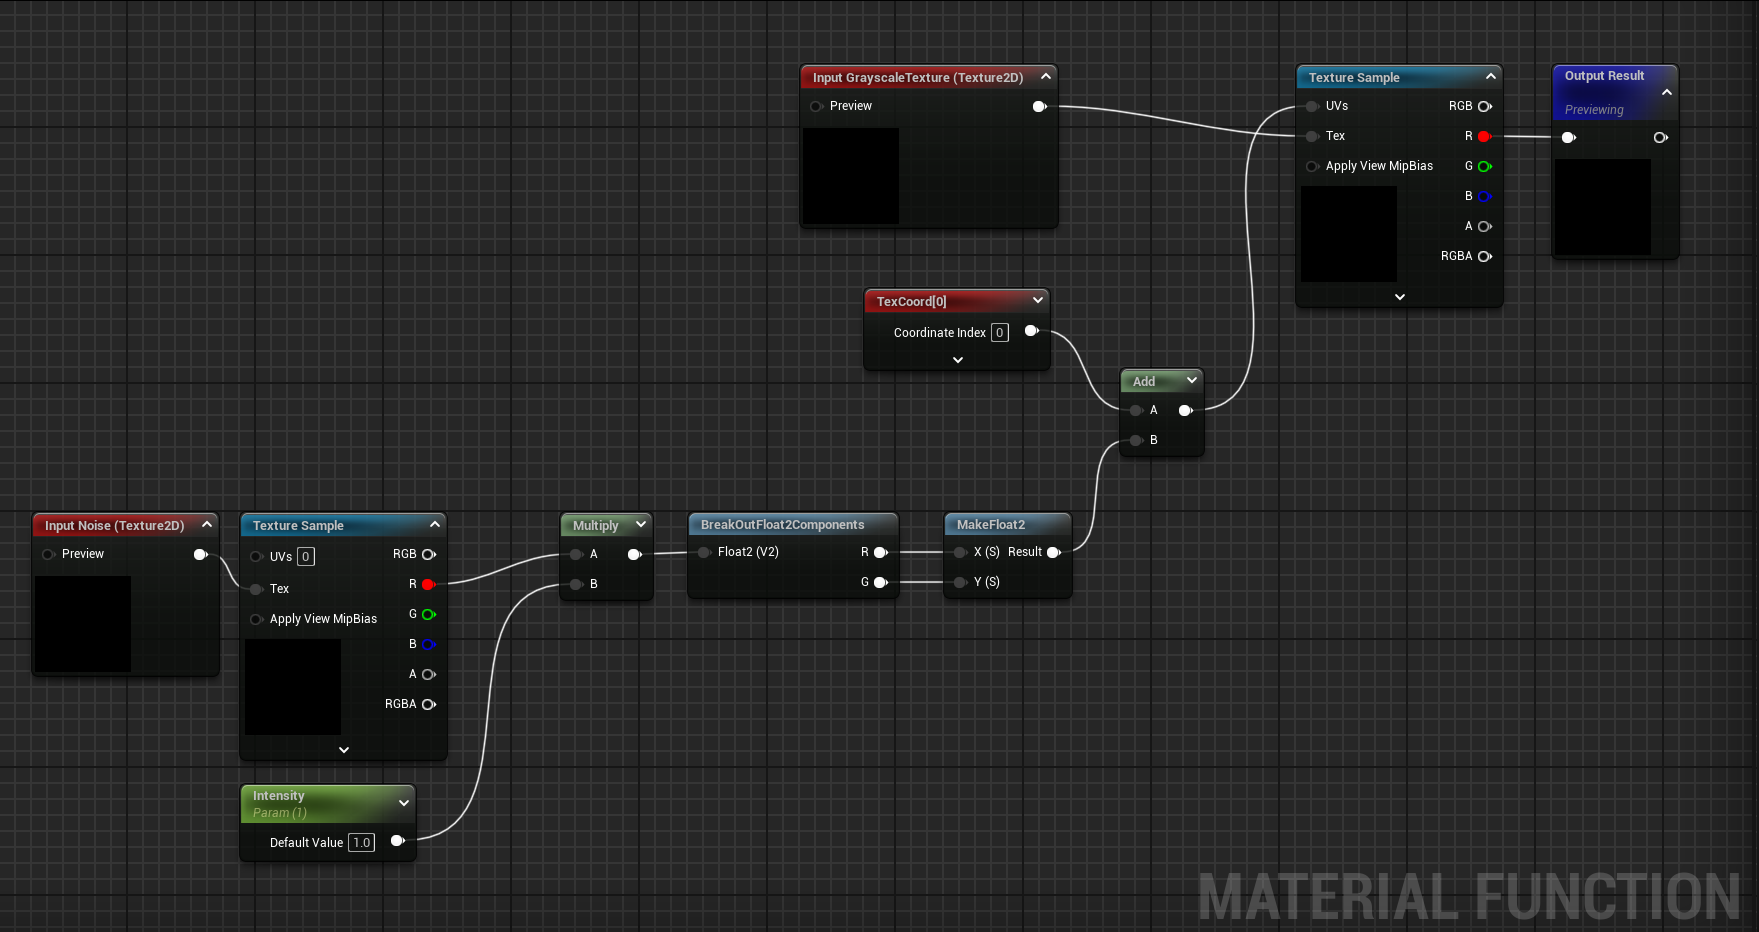 Input GrayscaleTexture (Texture2D)
Preview
Texture Sample
UVs
RGB
Tex
R
Apply View MipBias
G
B
A
RGBA
Output Result
Previewing
TexCoord[0]
Coordinate Index 0
Add
A
B
Input Noise (Texture2D)
Preview
Texture Sample
UVs 0
RGB
R
Tex
G
Apply View MipBias
B
A
RGBA
Multiply
A
B
BreakOutFloat2Components
Float2 (V2)
R
G
MakeFloat2
X (S) Result
Y (S)
Intensity
Param (1)
Default Value 1.0
MATERIAL FUNCTION